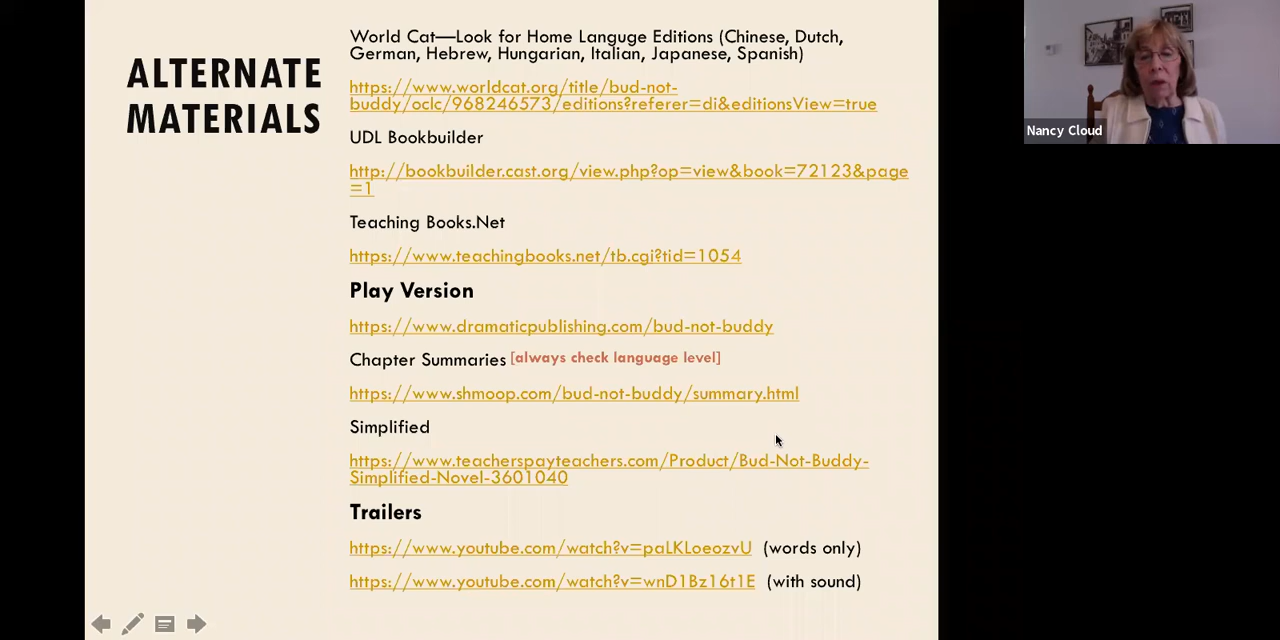 ALTERNATE
MATERIALS
World Cat—Look for Home Languge Editions (Chinese, Dutch,
German, Hebrew, Hungarian, Italian, Japanese, Spanish)
https://www.worldcat.org/title/bud-not-
buddy/oclc/968246573/editions?referer=di&editionsView=true
UDL Bookbuilder
http://bookbuilder.cast.org/view.php?op=view&book=72123&page
=1
Teaching Books.Net
https://www.teachingbooks.net/tb.cgi?tid=1054
Play Version
https://www.dramaticpublishing.com/bud-not-buddy
Chapter Summaries [always check language level]
https://www.shmoop.com/bud-not-buddy/summary.html
Simplified
https://www.teacherspayteachers.com/Product/Bud-Not-Buddy-
Simplified-Novel-3601040
Trailers
https://www.youtube.com/watch?v=paLKLoeozvU (words only)
https://www.youtube.com/watch?v=wnD1Bz16t1E (with sound)
Nancy Cloud